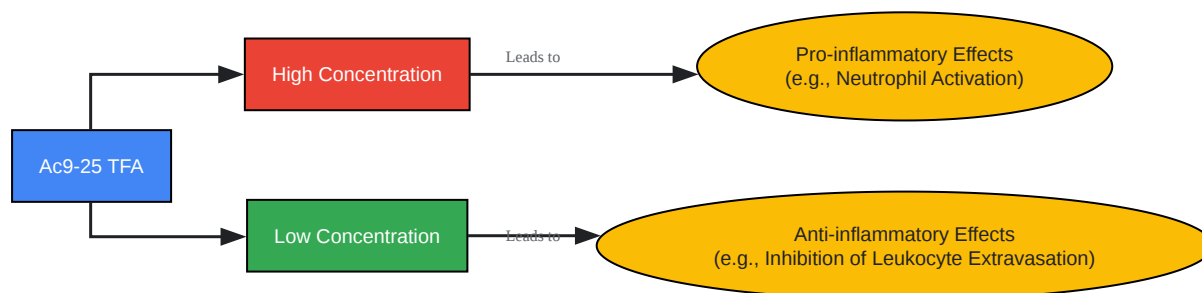 Ac9-25 TFA
High Concentration
Leads to
Pro-inflammatory Effects
(e.g., Neutrophil Activation)
Low Concentration
Leads to
Anti-inflammatory Effects
(e.g., Inhibition of Leukocyte Extravasation)